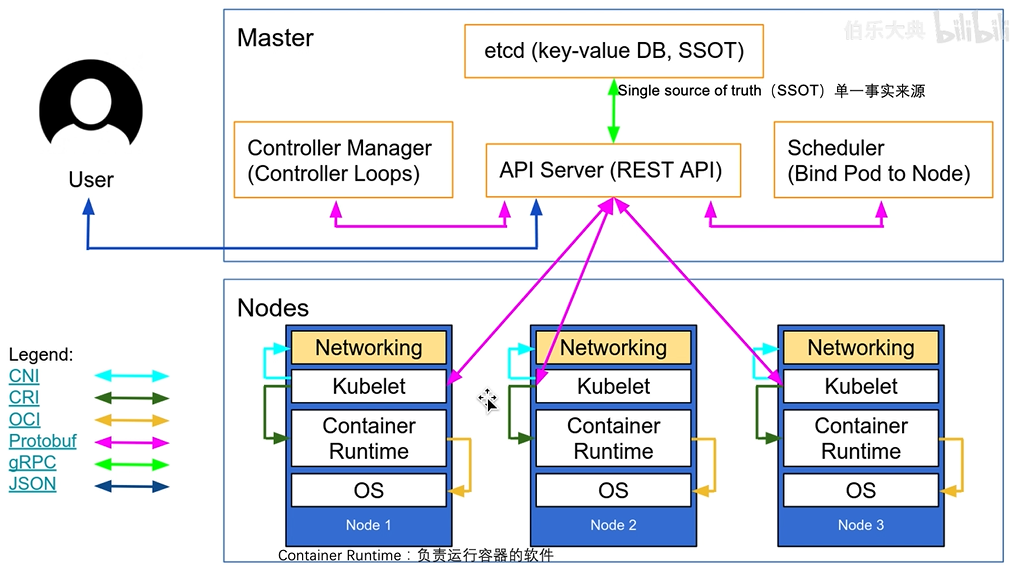 Master
伯乐大典 bilibili
etcd (key-value DB, SSOT)
Single source of truth（SSOT）单一事实来源
Controller Manager
(Controller Loops)
API Server (REST API)
Scheduler
(Bind Pod to Node)
User
Nodes
Networking
Kubelet
Container
Runtime
OS
Node 1
Networking
Kubelet
Container
Runtime
OS
Node 2
Networking
Kubelet
Container
Runtime
OS
Node 3
Legend:
CNI
CRI
OCI
Protobuf
gRPC
JSON
Container Runtime：负责运行容器的软件